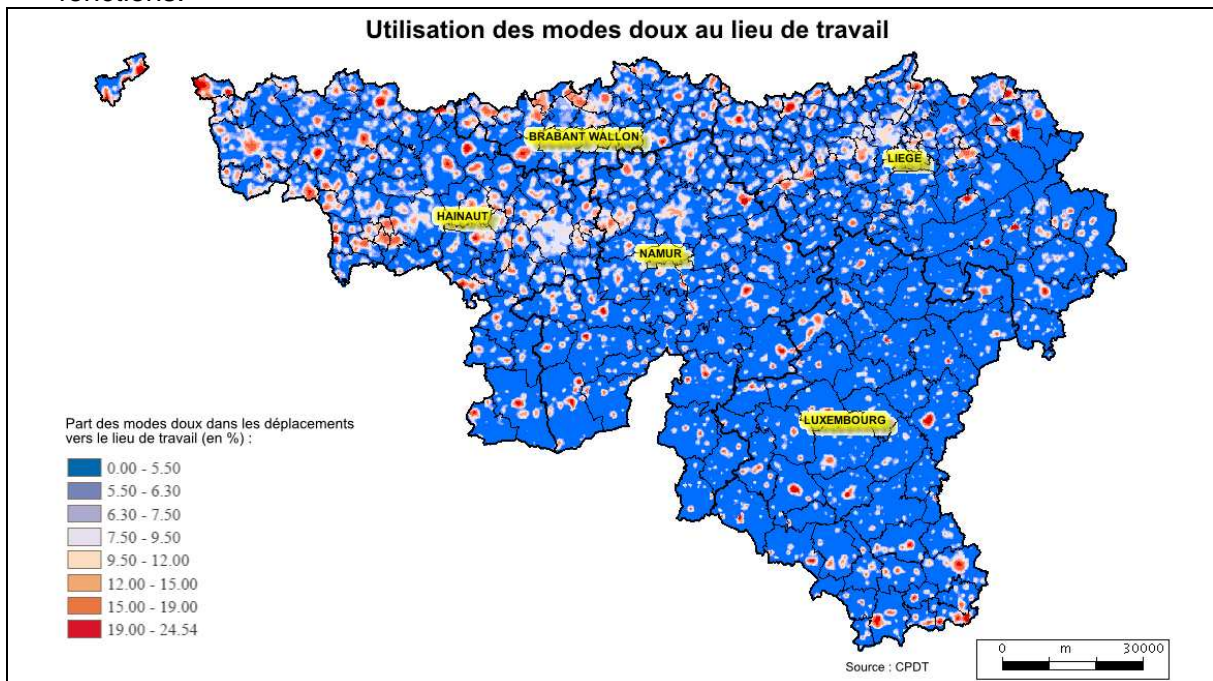 fonctions.
Utilisation des modes doux au lieu de travail
BRABANT WALLON
LIEGE
HAINAUT
NAMUR
LUXEMBOURG
Part des modes doux dans les déplacements
vers le lieu de travail (en %) :
0.00 - 5.50
5.50 - 6.30
6.30 - 7.50
7.50 - 9.50
9.50 - 12.00
12.00 - 15.00
15.00 - 19.00
19.00 - 24.54
0 m 30000
Source : CPDT